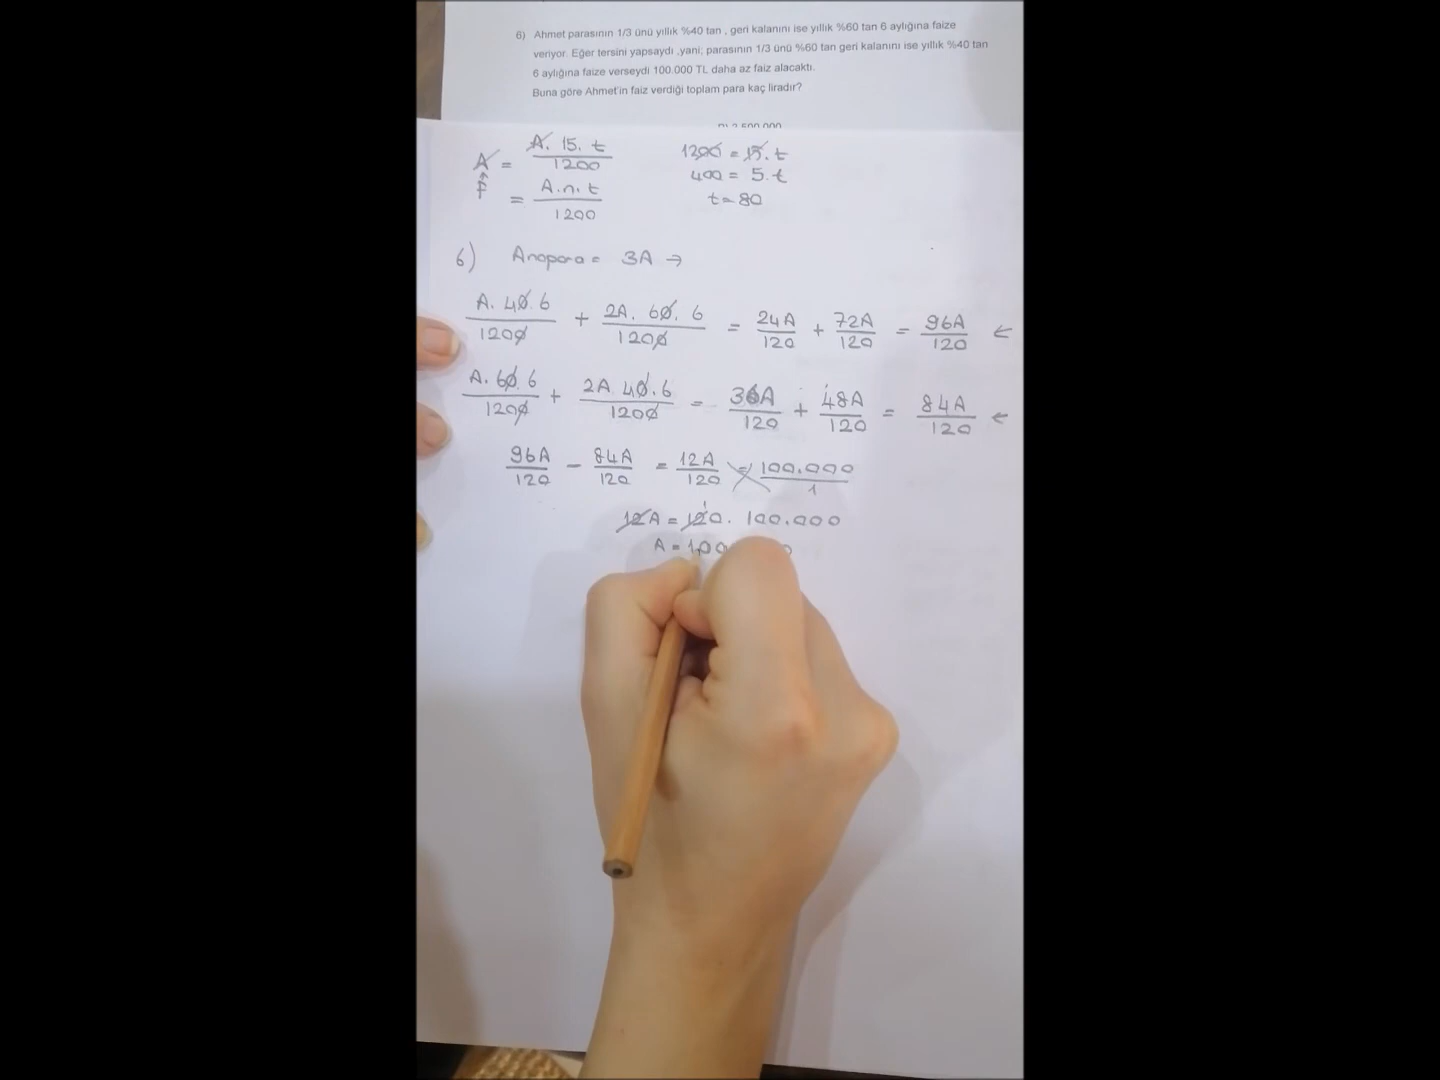 6) Ahmet parasının 1/3 ünü yıllık %40 tan , geri kalanını ise yıllık %60 tan 6 aylığına faize
veriyor. Eğer tersini yapsaydı ,yani; parasının 1/3 ünü %60 tan geri kalanını ise yıllık %40 tan
6 aylığına faize verseydi 100.000 TL daha az faiz alacaktı.
Buna göre Ahmet'in faiz verdiği toplam para kaç liradır?
A = A. 15. t / 1200
1200 = 15. t
400 = 5. t
F = A. n. t / 1200
t = 80
6) Anapara = 3A →
A. 40. 6 / 1200 + 2A. 60. 6 / 1200 = 24A / 120 + 72A / 120 = 96A / 120 ←
A. 60. 6 / 1200 + 2A 40. 6 / 1200 = 36A / 120 + 48A / 120 = 84A / 120 ←
96A / 120 - 84A / 120 = 12A / 120 = 100.000 / 1
12A = 120. 100.000
A =